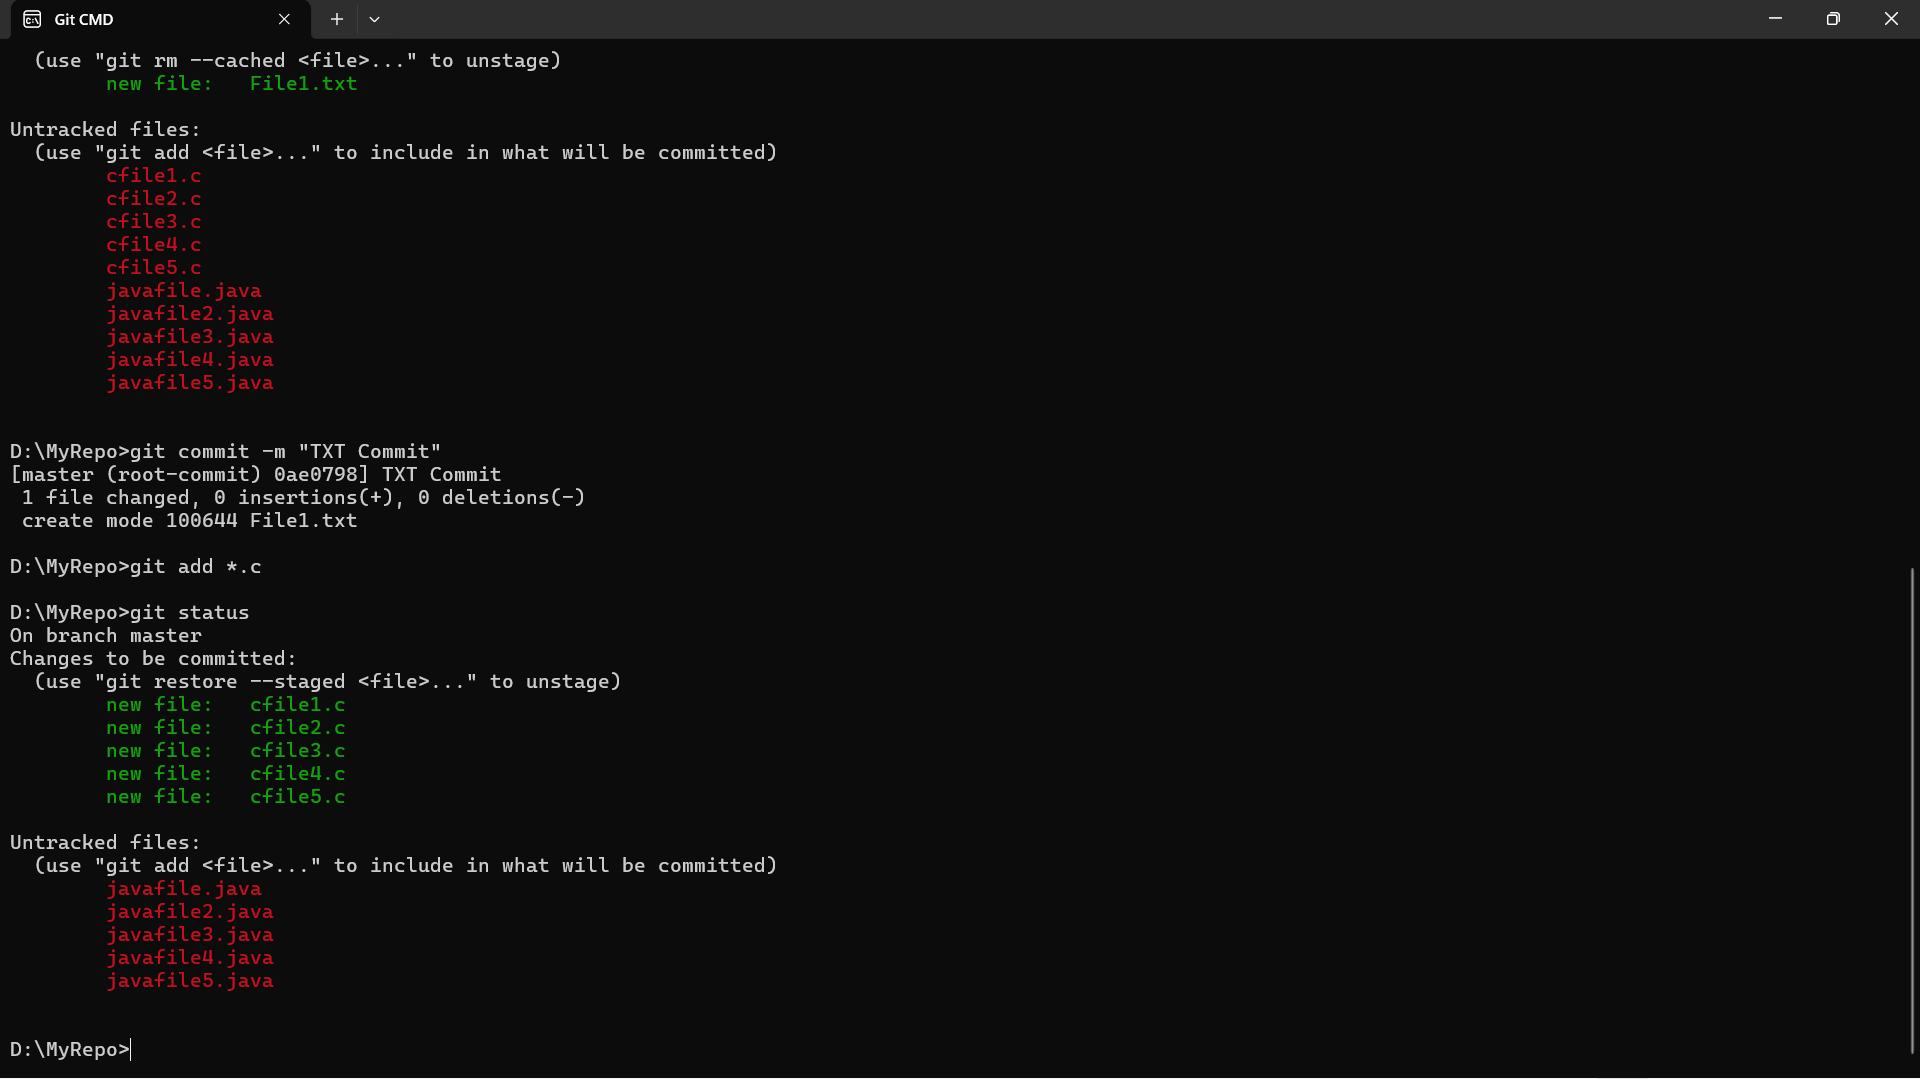 Git CMD
  (use "git rm --cached <file>..." to unstage)
        new file:   File1.txt

Untracked files:
  (use "git add <file>..." to include in what will be committed)
        cfile1.c
        cfile2.c
        cfile3.c
        cfile4.c
        cfile5.c
        javafile.java
        javafile2.java
        javafile3.java
        javafile4.java
        javafile5.java

D:\MyRepo>git commit -m "TXT Commit"
[master (root-commit) 0ae0798] TXT Commit
 1 file changed, 0 insertions(+), 0 deletions(-)
 create mode 100644 File1.txt

D:\MyRepo>git add *.c

D:\MyRepo>git status
On branch master
Changes to be committed:
  (use "git restore --staged <file>..." to unstage)
        new file:   cfile1.c
        new file:   cfile2.c
        new file:   cfile3.c
        new file:   cfile4.c
        new file:   cfile5.c

Untracked files:
  (use "git add <file>..." to include in what will be committed)
        javafile.java
        javafile2.java
        javafile3.java
        javafile4.java
        javafile5.java

D:\MyRepo>